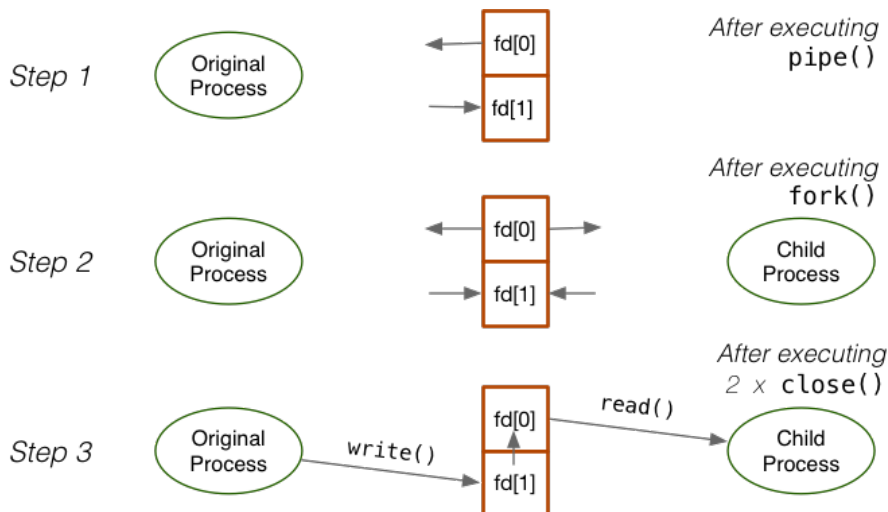 After executing
pipe()
Step 1
Original
Process
fd[0]
fd[1]
After executing
fork()
Step 2
Original
Process
fd[0]
fd[1]
Child
Process
After executing
2 x close()
Step 3
Original
Process
write()
fd[0]
fd[1]
read()
Child
Process